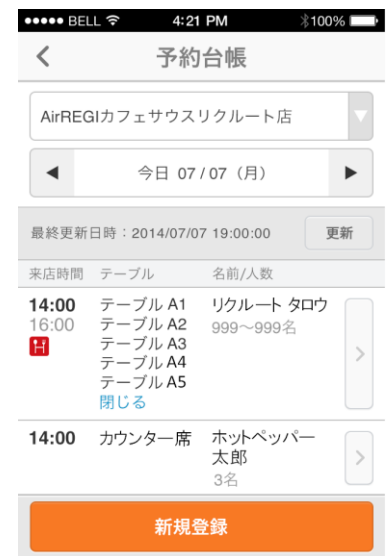 BELL 4:21 PM 100%
予約台帳
AirREGIカフェサウスリクルート店
今日 07/07（月）
最終更新日時：2014/07/07 19:00:00 更新
来店時間 テーブル 名前/人数
14:00 テーブル A1 リクルート タロウ
16:00 テーブル A2 999〜999名
テーブル A3
テーブル A4
テーブル A5
閉じる
14:00 カウンター席 ホットペッパー
太郎
3名
新規登録